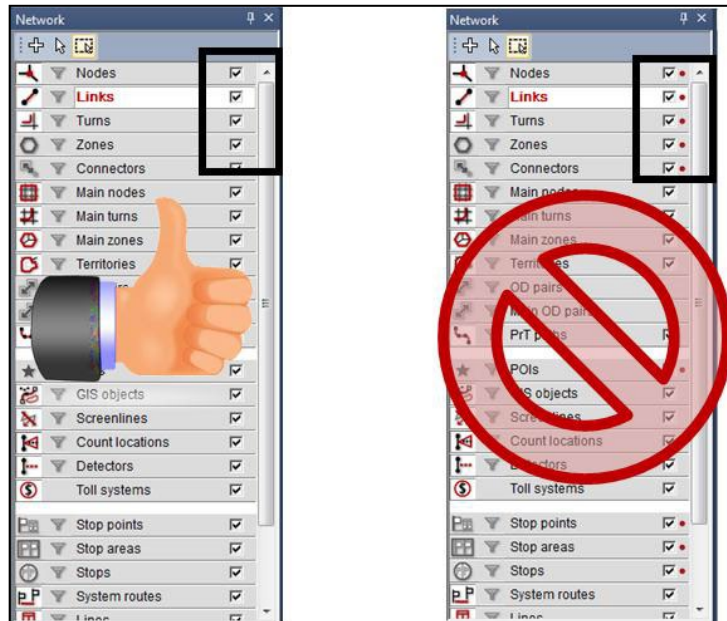 Network
Nodes
Links
Turns
Zones
Connectors
Main nodes
Main turns
Main zones
Territories
GIS objects
Screenlines
Count locations
Detectors
Toll systems
Stop points
Stop areas
Stops
System routes
Lines
Network
Nodes
Links
Turns
Zones
Connectors
Main nodes
Main turns
Main zones
Territories
OD pairs
Main OD pairs
PrT paths
POIs
GIS objects
Screenlines
Count locations
Detectors
Toll systems
Stop points
Stop areas
Stops
System routes
Lines